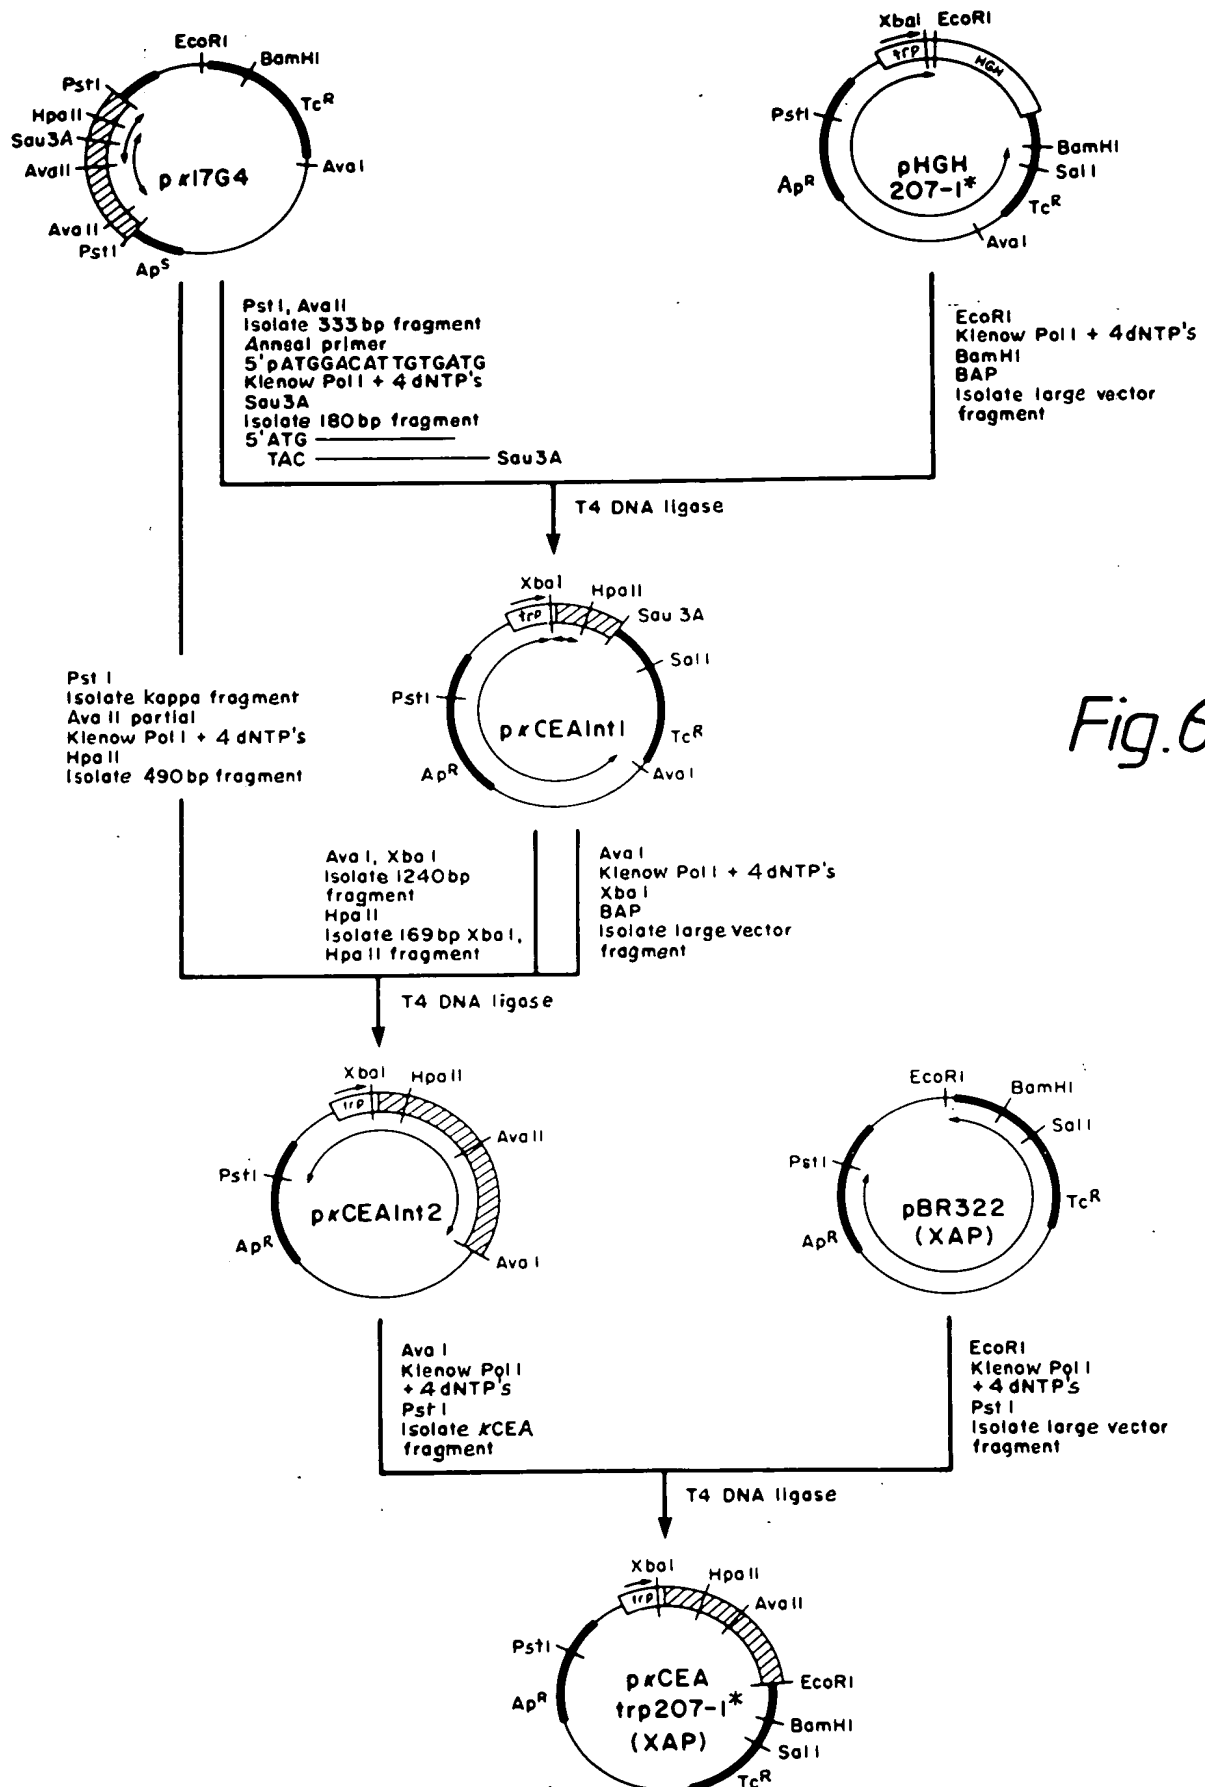 EcoRI
BamHI
PstI
TcR
HpaII
Sau3A
AvaII
AvaI
pκ17G4
AvaII
PstI
ApS
XbaI
EcoRI
trp
HGH
PstI
BamHI
pHGH
SalI
207-1*
ApR
TcR
AvaI
Pst I, Ava II
Isolate 333 bp fragment
Anneal primer
5' pATGGACATTGTGATG
Klenow Pol I + 4 dNTP's
Sau3A
Isolate 180 bp fragment
5' ATG
TAC Sau3A
EcoRI
Klenow Pol I + 4 dNTP's
BamHI
BAP
Isolate large vector
fragment
T4 DNA ligase
XbaI
HpaII
trp
Sau 3A
SalI
PstI
pκCEAInt1
TcR
ApR
AvaI
Fig.6
Pst I
Isolate Kappa fragment
Ava II partial
Klenow Pol I + 4 dNTP's
HpaII
Isolate 490 bp fragment
Ava I, Xba I
Isolate 1240 bp
fragment
HpaII
Isolate 169 bp XbaI,
Hpa II fragment
Ava I
Klenow Pol I + 4 dNTP's
Xba I
BAP
Isolate large vector
fragment
T4 DNA ligase
XbaI
HpaII
trp
AvaII
PstI
pκCEAInt2
ApR
Ava I
EcoRI
BamHI
SalI
PstI
pBR322
(XAP)
TcR
ApR
Ava I
Klenow Pol I
+ 4 dNTP's
Pst I
Isolate κCEA
fragment
EcoRI
Klenow Pol I
+ 4 dNTP's
Pst I
Isolate large vector
fragment
T4 DNA ligase
XbaI
HpaII
trp
AvaII
PstI
pκCEA
EcoRI
ApR
trp207-1*
BamHI
(XAP)
SalI
TcR